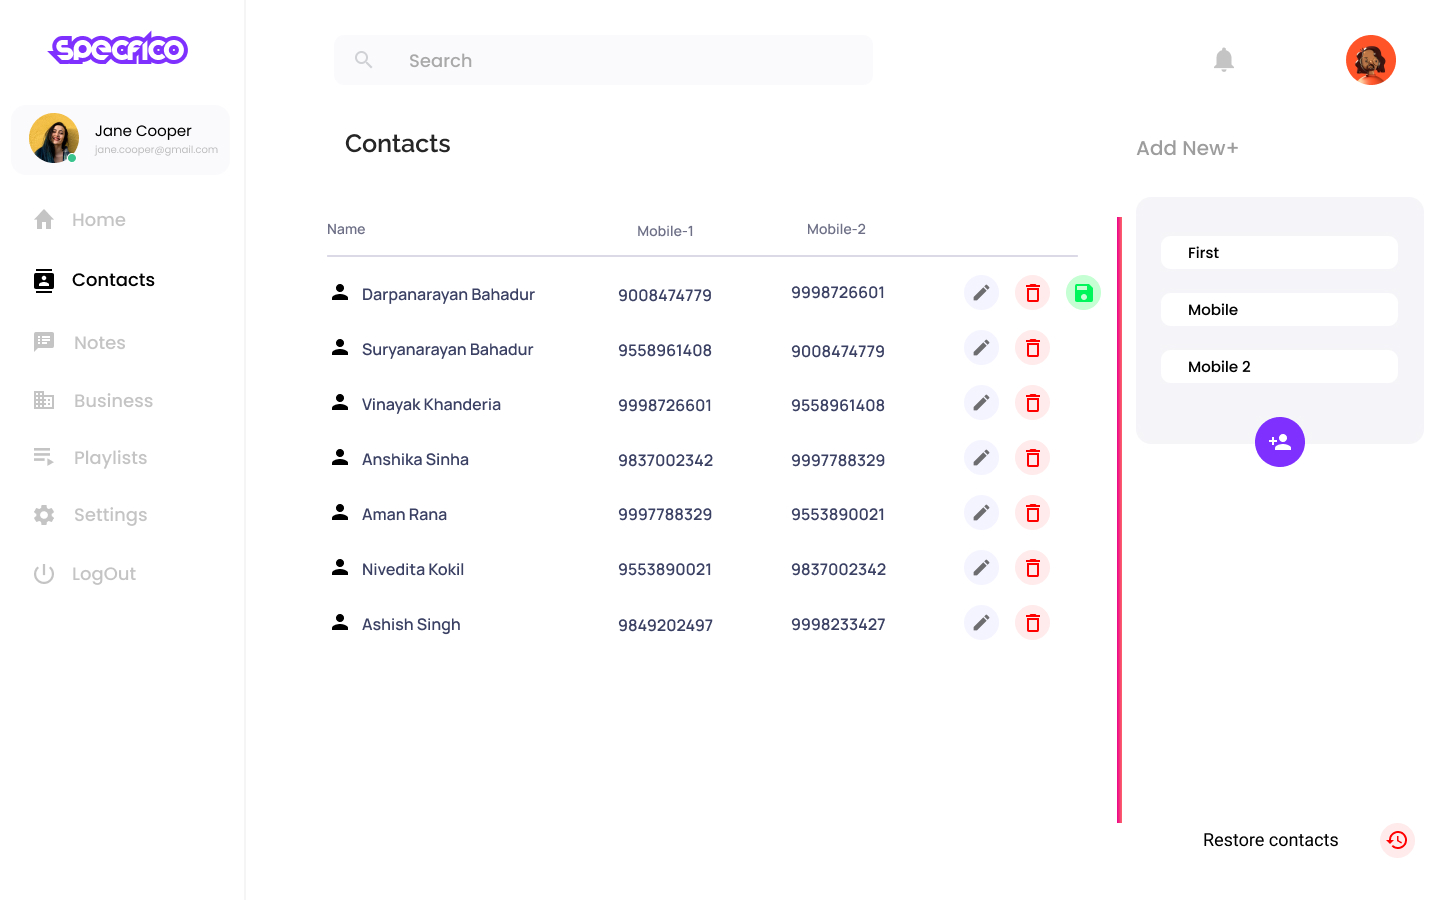 specfico
Search
Jane Cooper
jane.cooper@gmail.com
Home
Contacts
Notes
Business
Playlists
Settings
LogOut
Contacts
Name Mobile-1 Mobile-2
Darpanarayan Bahadur 9008474779 9998726601
Suryanarayan Bahadur 9558961408 9008474779
Vinayak Khanderia 9998726601 9558961408
Anshika Sinha 9837002342 9997788329
Aman Rana 9997788329 9553890021
Nivedita Kokil 9553890021 9837002342
Ashish Singh 9849202497 9998233427
Add New+
First
Mobile
Mobile 2
Restore contacts